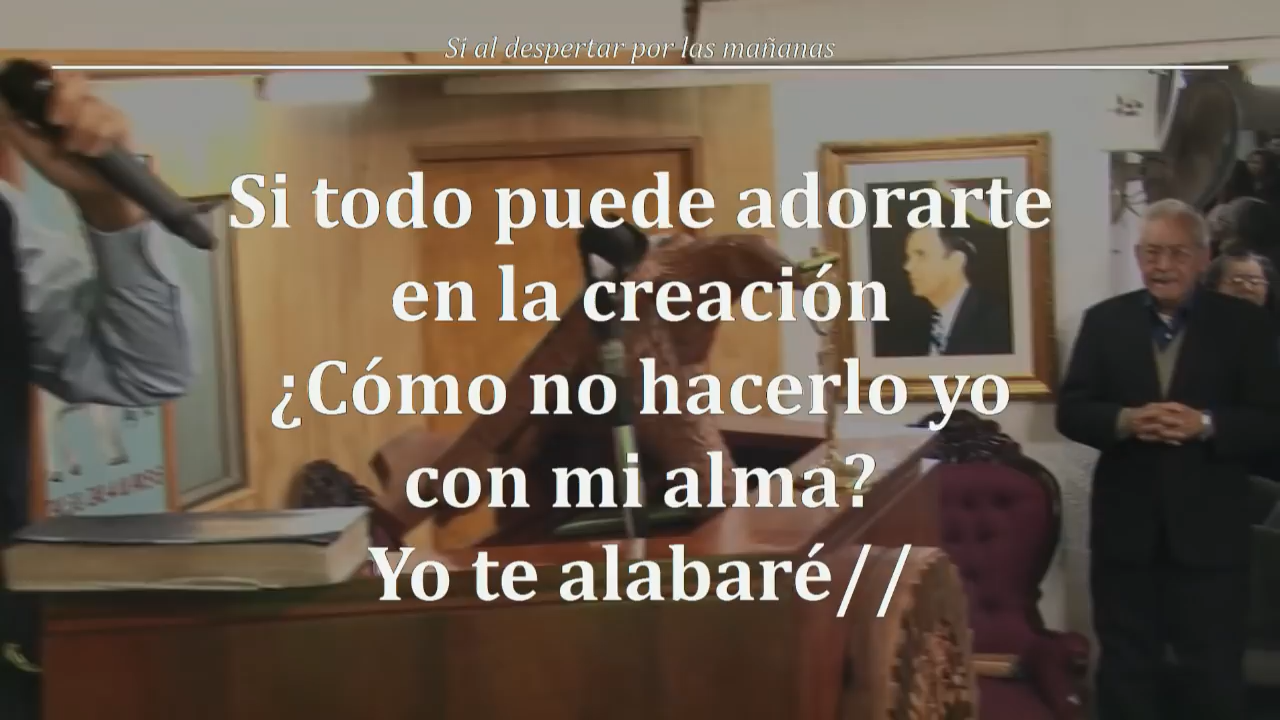 Si al despertar por las mañanas
Si todo puede adorarte
en la creación
¿Cómo no hacerlo yo
con mi alma?
Yo te alabaré//